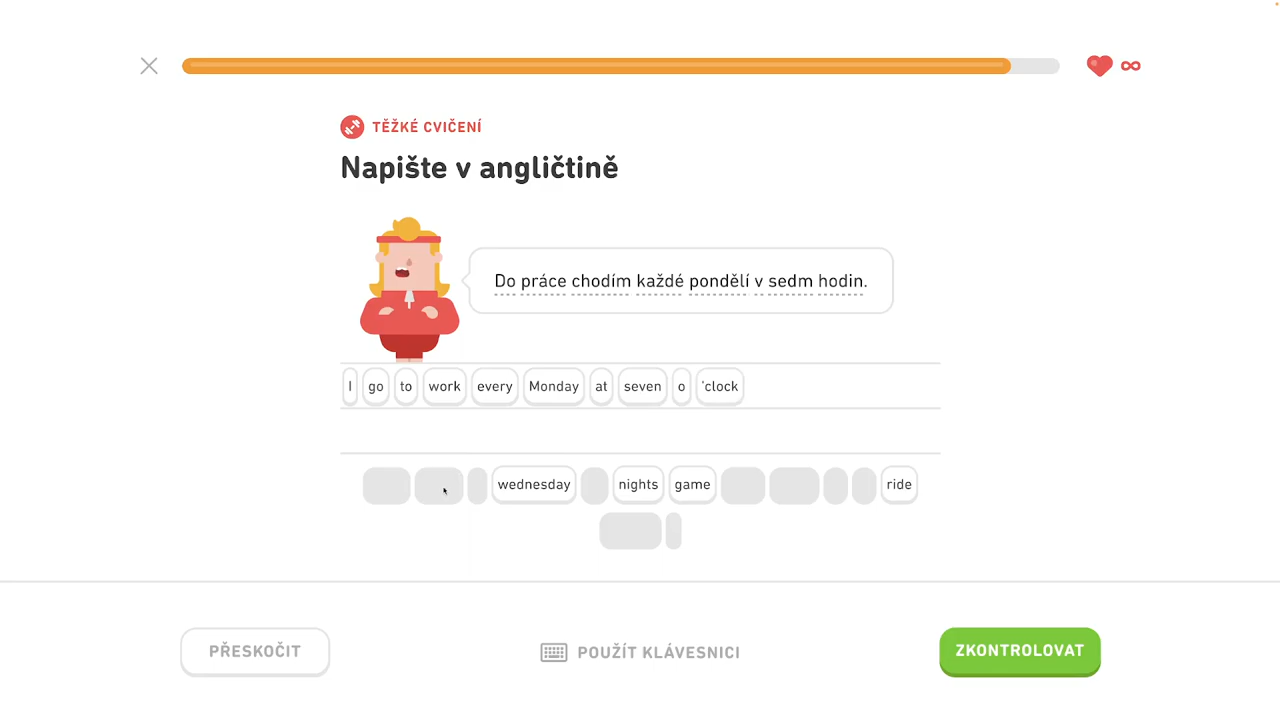 ∞
TĚŽKÉ CVIČENÍ
Napište v angličtině
Do práce chodím každé pondělí v sedm hodin.
I go to work every Monday at seven o 'clock
wednesday nights game ride
PŘESKOČIT
POUŽÍT KLÁVESNICI
ZKONTROLOVAT